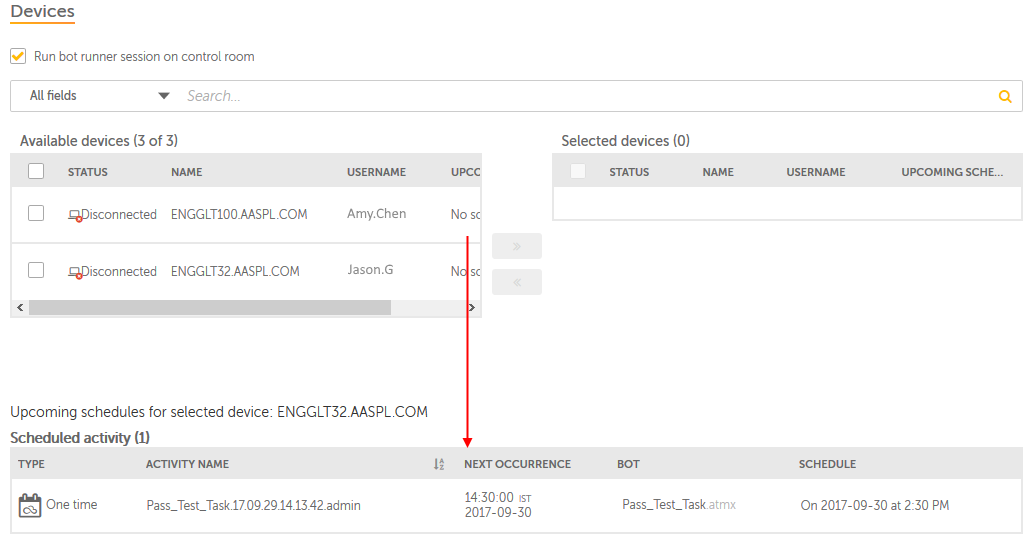 Devices
Run bot runner session on control room
All fields Search...
Available devices (3 of 3) Selected devices (0)
STATUS NAME USERNAME UPCC STATUS NAME USERNAME UPCOMING SCHE...
Disconnected ENGGLT100.AASPL.COM Amy.Chen No sc
Disconnected ENGGLT32.AASPL.COM Jason.G No sc
Upcoming schedules for selected device: ENGGLT32.AASPL.COM
Scheduled activity (1)
TYPE ACTIVITY NAME NEXT OCCURRENCE BOT SCHEDULE
One time Pass_Test_Task.17.09.29.14.13.42.admin 14:30:00 IST Pass_Test_Task.atmx On 2017-09-30 at 2:30 PM
2017-09-30